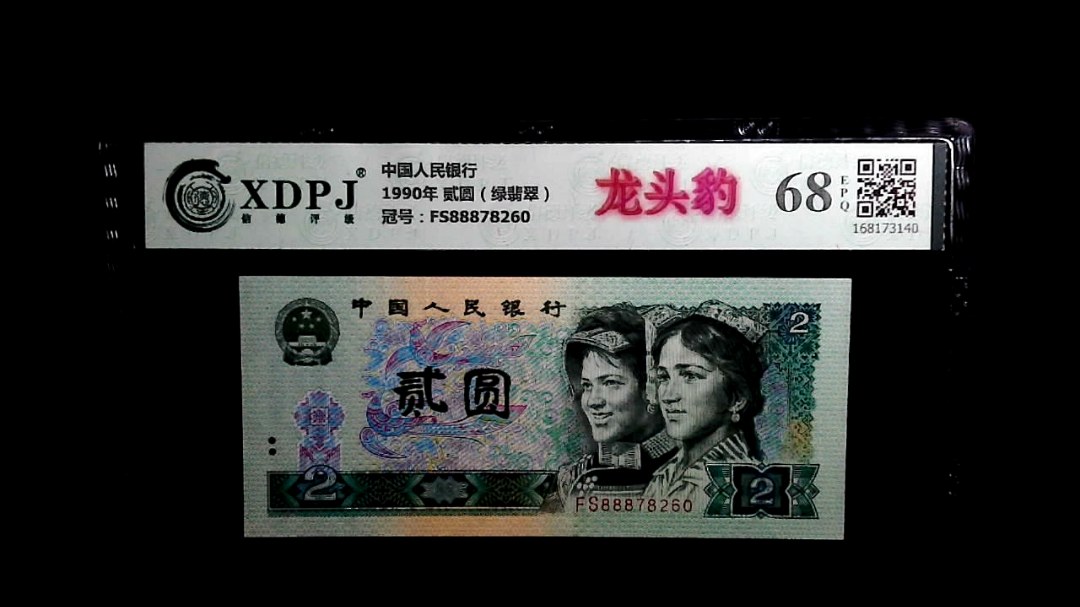 XDPJ®
信德评级
中国人民银行
1990年 贰圆（绿翡翠）
冠号：FS88878260
龙头豹
68
EPQ
168173140
中国人民银行
2
贰圆
2
2
FS88878260